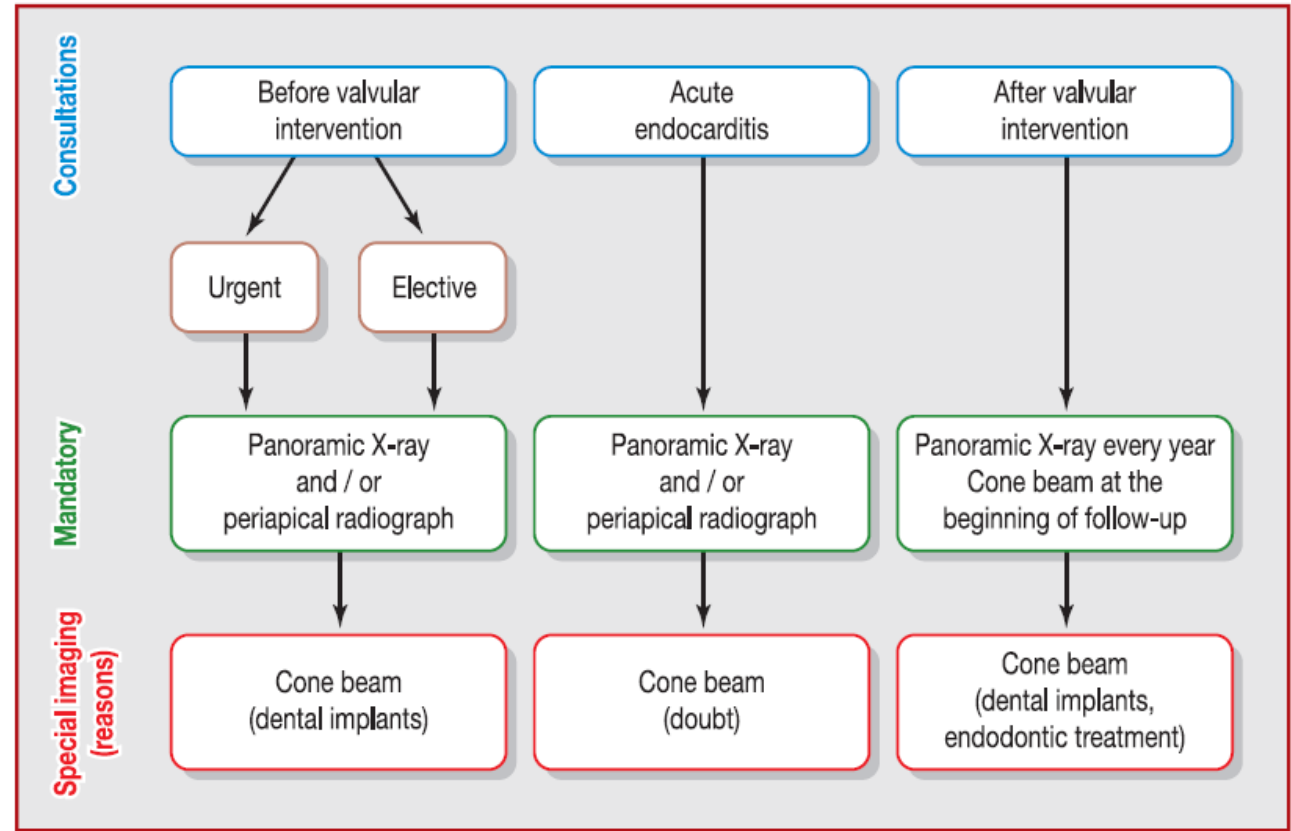 Consultations
Before valvular
intervention
Acute
endocarditis
After valvular
intervention
Urgent
Elective
Mandatory
Panoramic X-ray
and / or
periapical radiograph
Panoramic X-ray
and / or
periapical radiograph
Panoramic X-ray every year
Cone beam at the
beginning of follow-up
Special imaging
(reasons)
Cone beam
(dental implants)
Cone beam
(doubt)
Cone beam
(dental implants,
endodontic treatment)